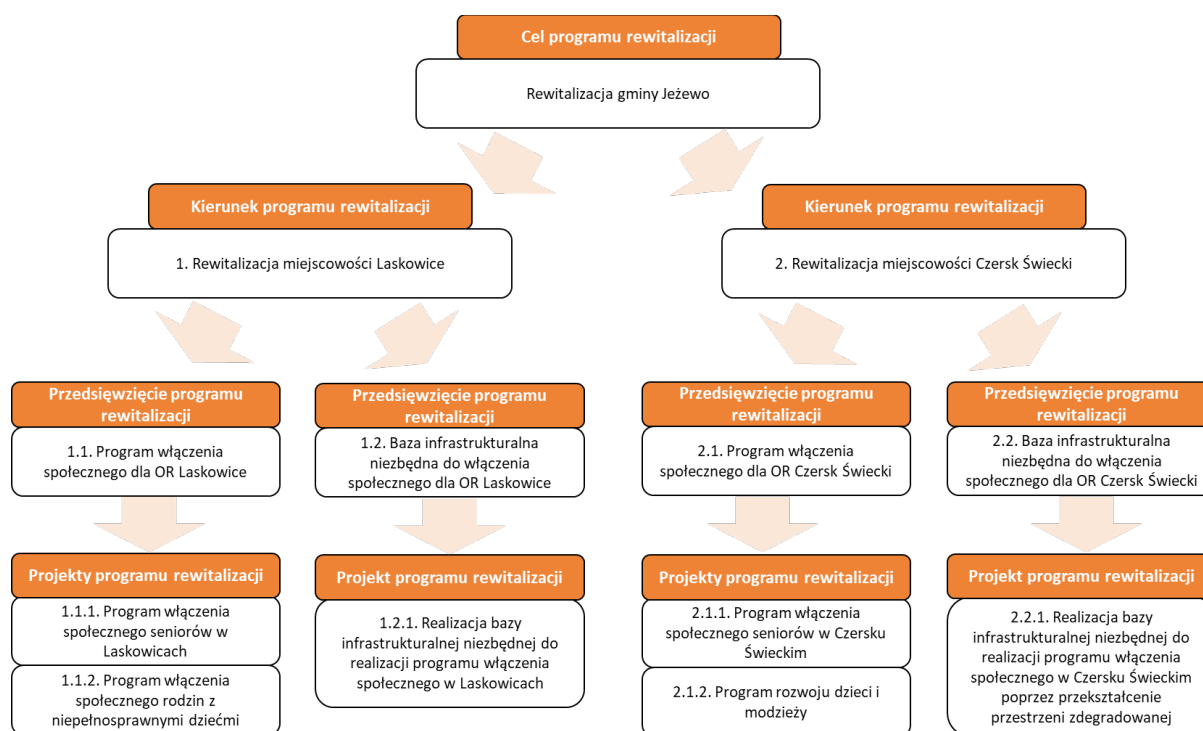 Cel programu rewitalizacji
Rewitalizacja gminy Jeżewo
Kierunek programu rewitalizacji
1. Rewitalizacja miejscowości Laskowice
Kierunek programu rewitalizacji
2. Rewitalizacja miejscowości Czersk Świecki
Przedsięwzięcie programu
rewitalizacji
1.1. Program włączenia
społecznego dla OR Laskowice
Przedsięwzięcie programu
rewitalizacji
1.2. Baza infrastrukturalna
niezbędna do włączenia
społecznego dla OR Laskowice
Przedsięwzięcie programu
rewitalizacji
2.1. Program włączenia
społecznego dla OR Czersk Świecki
Przedsięwzięcie programu
rewitalizacji
2.2. Baza infrastrukturalna
niezbędna do włączenia
społecznego dla OR Czersk Świecki
Projekty programu rewitalizacji
1.1.1. Program włączenia
społecznego seniorów w
Laskowicach
1.1.2. Program włączenia
społecznego rodzin z
niepełnosprawnymi dziećmi
Projekt programu rewitalizacji
1.2.1. Realizacja bazy
infrastrukturalnej niezbędnej do
realizacji programu włączenia
społecznego w Laskowicach
Projekty programu rewitalizacji
2.1.1. Program włączenia
społecznego seniorów w Czersku
Świeckim
2.1.2. Program rozwoju dzieci i
modzieży
Projekt programu rewitalizacji
2.2.1. Realizacja bazy
infrastrukturalnej niezbędnej do
realizacji programu włączenia
społecznego w Czersku Świeckim
poprzez przekształcenie
przestrzeni zdegradowanej